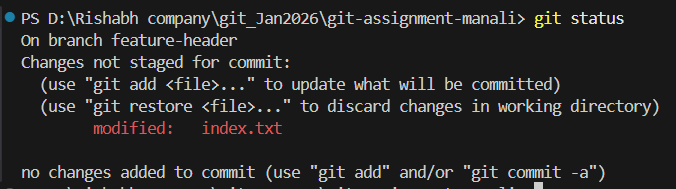 PS D:\Rishabh company\git_Jan2026\git-assignment-manali> git status
On branch feature-header
Changes not staged for commit:
  (use "git add <file>..." to update what will be committed)
  (use "git restore <file>..." to discard changes in working directory)
        modified:   index.txt

no changes added to commit (use "git add" and/or "git commit -a")